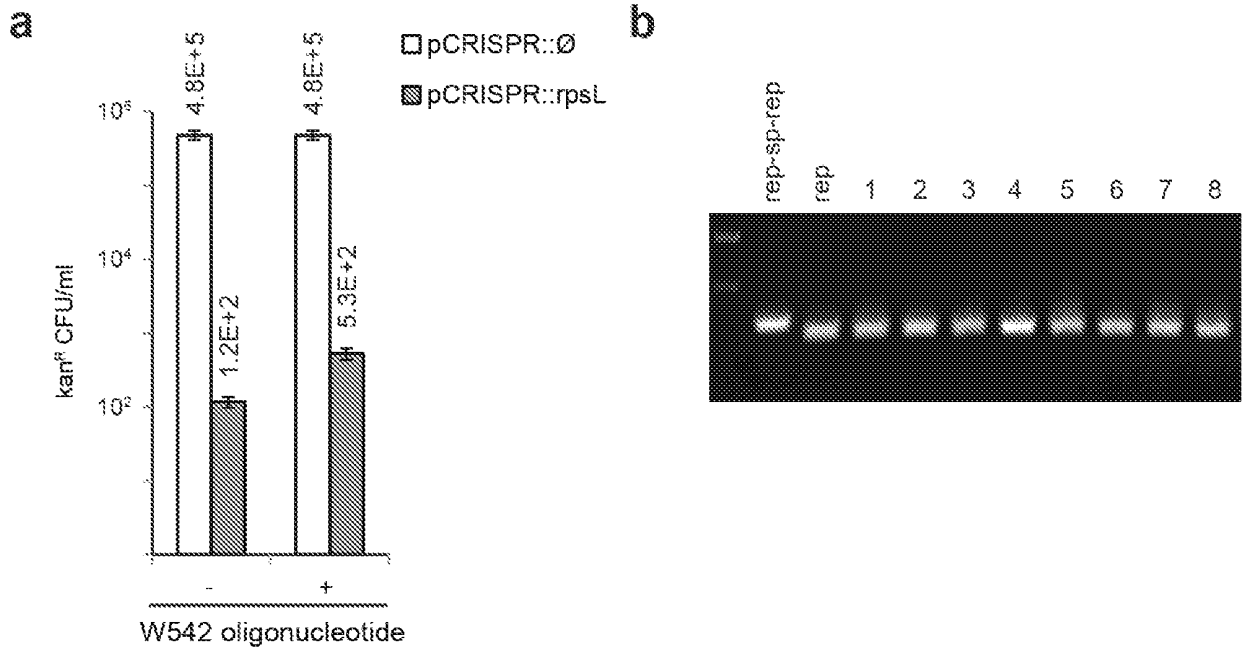 a
4.8E+5
4.8E+5
pCRISPR::Ø
pCRISPR::rpsL
10⁶
10⁴
10²
kanᴿ CFU/ml
1.2E+2
5.3E+2
-
+
W542 oligonucleotide
b
rep-sp-rep
rep
1 2 3 4 5 6 7 8